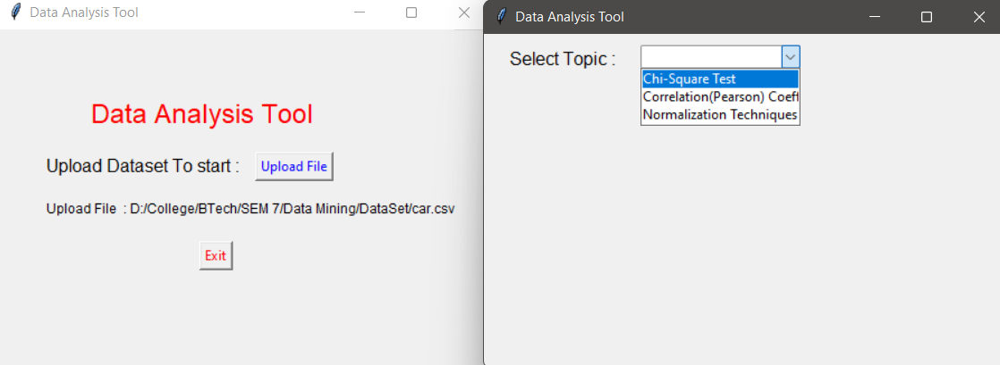 Data Analysis Tool
Data Analysis Tool
Upload Dataset To start :
Upload File
Upload File : D:/College/BTech/SEM 7/Data Mining/DataSet/car.csv
Exit
Data Analysis Tool
Select Topic :
Chi-Square Test
Correlation(Pearson) Coeff
Normalization Techniques